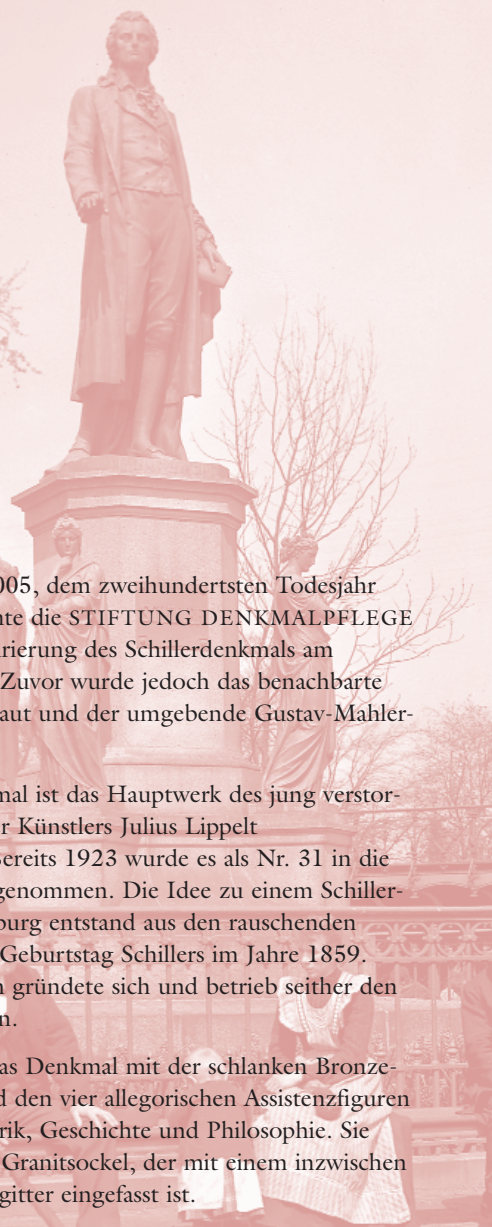 005, dem zweihundertsten Todesjahr
nte die STIFTUNG DENKMALPFLEGE
rierung des Schillerdenkmals am
Zuvor wurde jedoch das benachbarte
aut und der umgebende Gustav-Mahler-
mal ist das Hauptwerk des jung verstor-
r Künstlers Julius Lippelt
Bereits 1923 wurde es als Nr. 31 in die
genommen. Die Idee zu einem Schiller-
burg entstand aus den rauschenden
Geburtstag Schillers im Jahre 1859.
n gründete sich und betrieb seither den
n.
as Denkmal mit der schlanken Bronze-
d den vier allegorischen Assistenzfiguren
rik, Geschichte und Philosophie. Sie
Granitsockel, der mit einem inzwischen
gitter eingefasst ist.